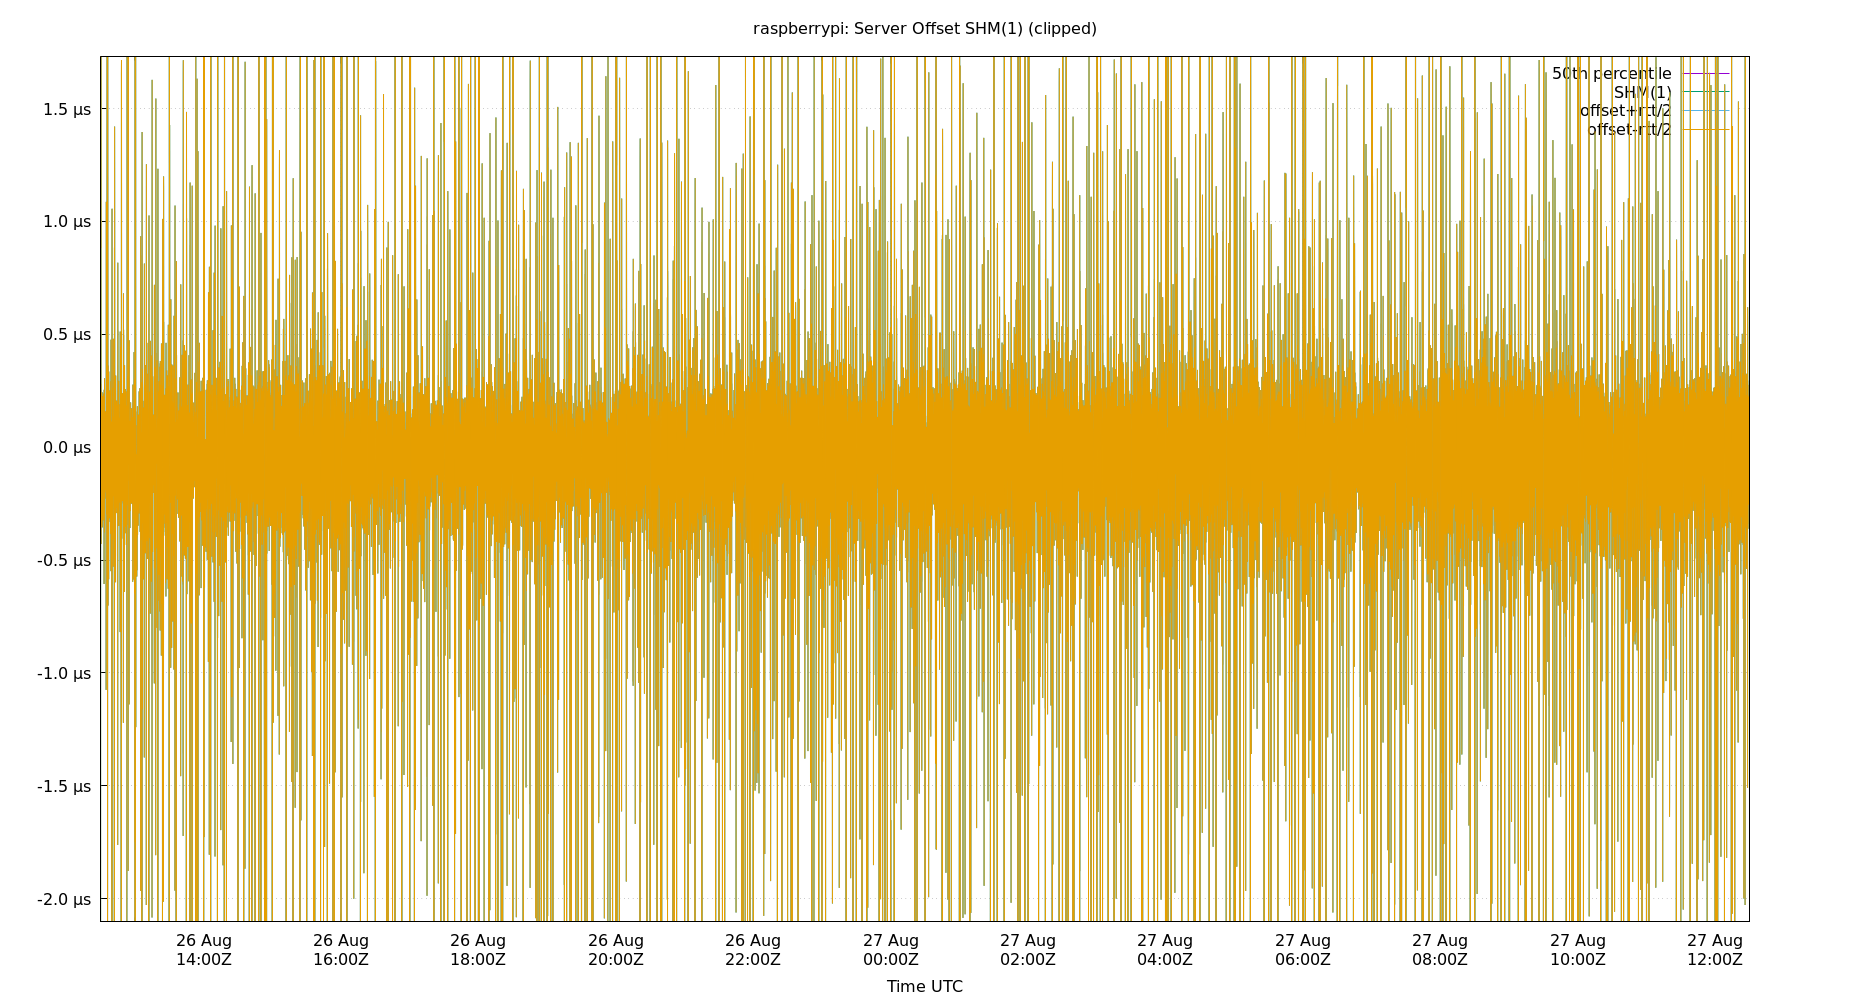 raspberrypi: Server Offset SHM(1) (clipped)
50th percentile
SHM(1)
offset+rtt/2
offset-rtt/2
1.5 µs
1.0 µs
0.5 µs
0.0 µs
-0.5 µs
-1.0 µs
-1.5 µs
-2.0 µs
26 Aug 26 Aug 26 Aug 26 Aug 26 Aug 27 Aug 27 Aug 27 Aug 27 Aug 27 Aug 27 Aug 27 Aug
14:00Z 16:00Z 18:00Z 20:00Z 22:00Z 00:00Z 02:00Z 04:00Z 06:00Z 08:00Z 10:00Z 12:00Z
Time UTC